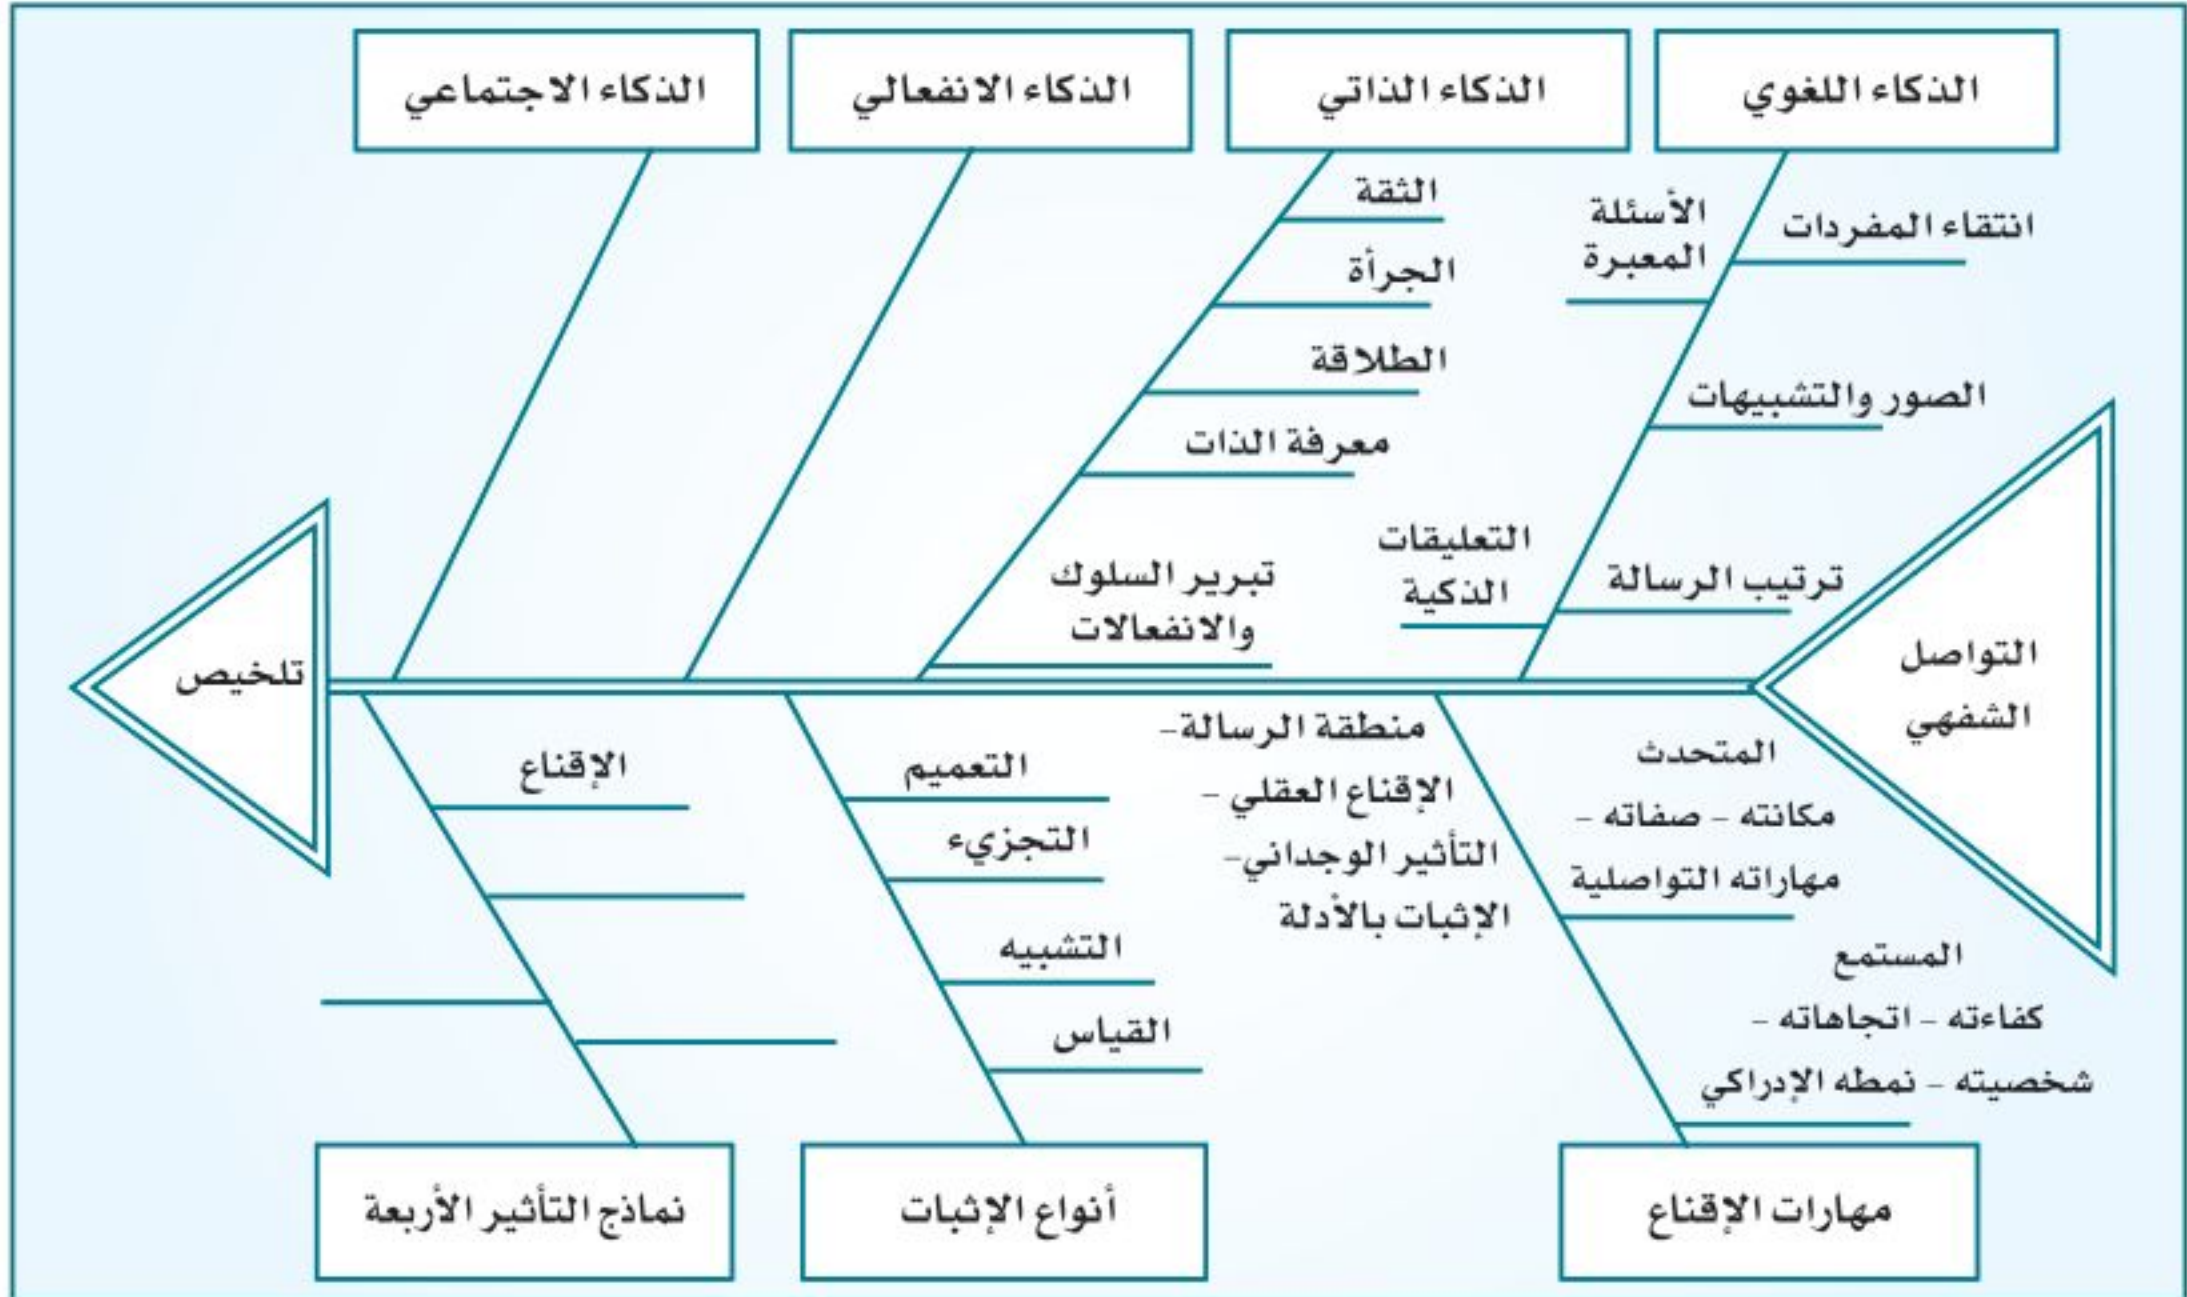 الذكاء اللغوي
الذكاء الذاتي
الذكاء الانفعالي
الذكاء الاجتماعي
انتقاء المفردات
الأسئلة
المعبرة
الصور والتشبيهات
ترتيب الرسالة
التعليقات
الذكية
الثقة
الجرأة
الطلاقة
معرفة الذات
تبرير السلوك
والانفعالات
التواصل
الشفهي
تلخيص
المتحدث
مكانته – صفاته –
مهاراته التواصلية
المستمع
كفاءته – اتجاهاته –
شخصيته – نمطه الإدراكي
منطقة الرسالة–
الإقناع العقلي –
التأثير الوجداني–
الإثبات بالأدلة
التعميم
التجزيء
التشبيه
القياس
الإقناع
مهارات الإقناع
أنواع الإثبات
نماذج التأثير الأربعة